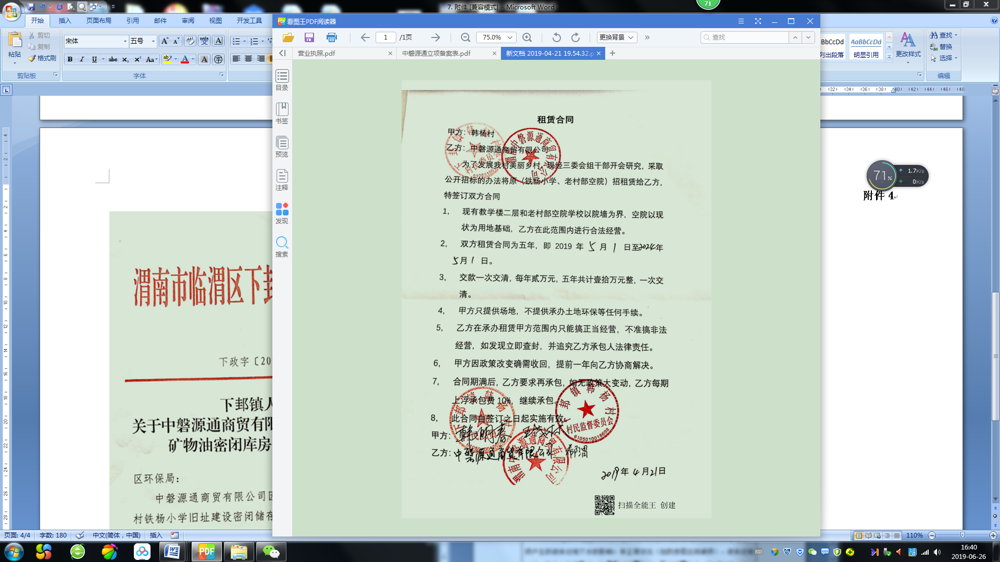 7. 附件 [兼容模式] - Microsoft Word
71
开始 插入 页面布局 引用 邮件 审阅 视图 开发工具
粘贴 剪切 复制 格式刷
剪贴板
宋体 五号
字体
看图王PDF阅读器
1 /1页 75.0% 更换背景 查找
营业执照.pdf 中磐源通立项备案表.pdf 新文档 2019-04-21 19.54.32.p
目录
书签
预览
注释
发现
搜索
AaBbCcDd
明显引用
更改样式
查找
替换
选择
编辑
71% 1.7K/s
0K/s
附件 4
渭南市临渭区下
下政字〔20
下邽镇人
关于中磐源通商贸有限
矿物油密闭库房
区环保局:
中磐源通商贸有限公司因
村铁杨小学旧址建设密闭储存
租赁合同
甲方: 韩杨村
乙方: 中磐源通商贸有限公司
为了发展我村美丽乡村, 现经三委会组干部开会研究, 采取
公开招标的办法将原 (铁杨小学、老村部空院) 招租赁给乙方,
特签订双方合同
1, 现有教学楼二层和老村部空院学校以院墙为界, 空院以现
状为用地基础, 乙方在此范围内进行合法经营。
2, 双方租赁合同为五年, 即 2019 年 5 月 1 日至2024年
5月1 日。
3, 交款一次交清, 每年贰万元, 五年共计壹拾万元整, 一次交
清。
4, 甲方只提供场地, 不提供承办土地环保等任何手续。
5, 乙方在承办租赁甲方范围内只能搞正当经营, 不准搞非法
经营, 如发现立即查封, 并追究乙方承包人法律责任。
6, 甲方因政策改变确需收回, 提前一年向乙方协商解决。
7, 合同期满后, 乙方要求再承包, 如无政策大变动, 乙方每期
上浮承包费 10%, 继续承包。
8, 此合同自签订之日起实施有效。
甲方:
乙方: 中磐源通商贸有限公司
2019年 4月21日
下邽镇韩杨村
村民监督委员会
6105010018698
扫描全能王 创建
页面: 4/4 字数: 180 中文(简体, 中国) 插入
110%
16:40
2019-06-26